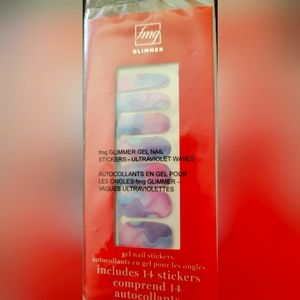 fmg
GLIMMER
fmg GLIMMER GEL NAIL
STICKERS – ULTRAVIOLET WAVES
AUTOCOLLANTS EN GEL POUR
LES ONGLES fmg GLIMMER –
VAGUES ULTRAVIOLETTES
gel nail stickers
autocollants en gel pour les ongles
includes 14 stickers
comprend 14
autocollants